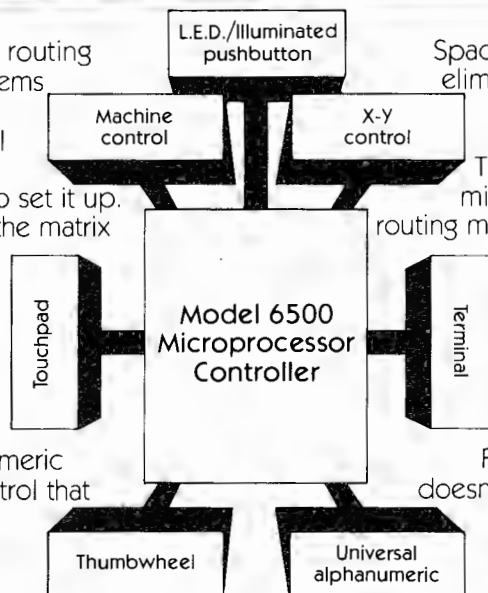 routing
ems
l
o set it up.
the matrix
meric
trol that
L.E.D./Illuminated
pushbutton
Machine
control
X-Y
control
Touchpad
Model 6500
Microprocessor
Controller
Terminal
Thumbwheel
Universal
alphanumeric
Spac
elim
T
mi
routing m
F
doesn